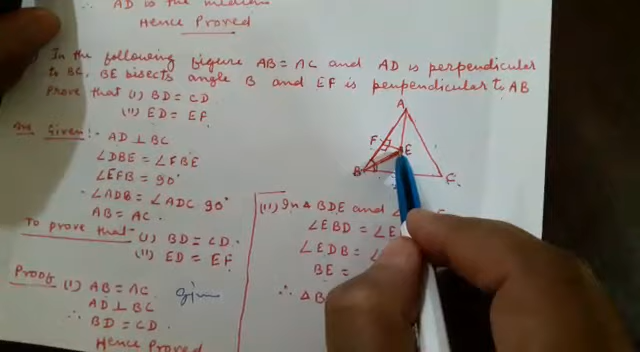 ∴ AD is the median
Hence Proved
In the following figure AB = AC and AD is perpendicular
to BC, BE bisects angle B and EF is perpendicular to AB
Prove that (i) BD = CD
(ii) ED = EF
Given:- AD ⊥ BC
∠DBE = ∠FBE
∠EFB = 90°
∠ADB = ∠ADC 90°
AB = AC
To prove that (i) BD = CD
(ii) ED = EF
Proof (i) AB = AC given
AD ⊥ BC
∴ BD = CD
Hence Proved
A
F
E
B
C
(ii) In △ BDE and
∠EBD = ∠E
∠EDB = ∠
BE =
∴ △ B